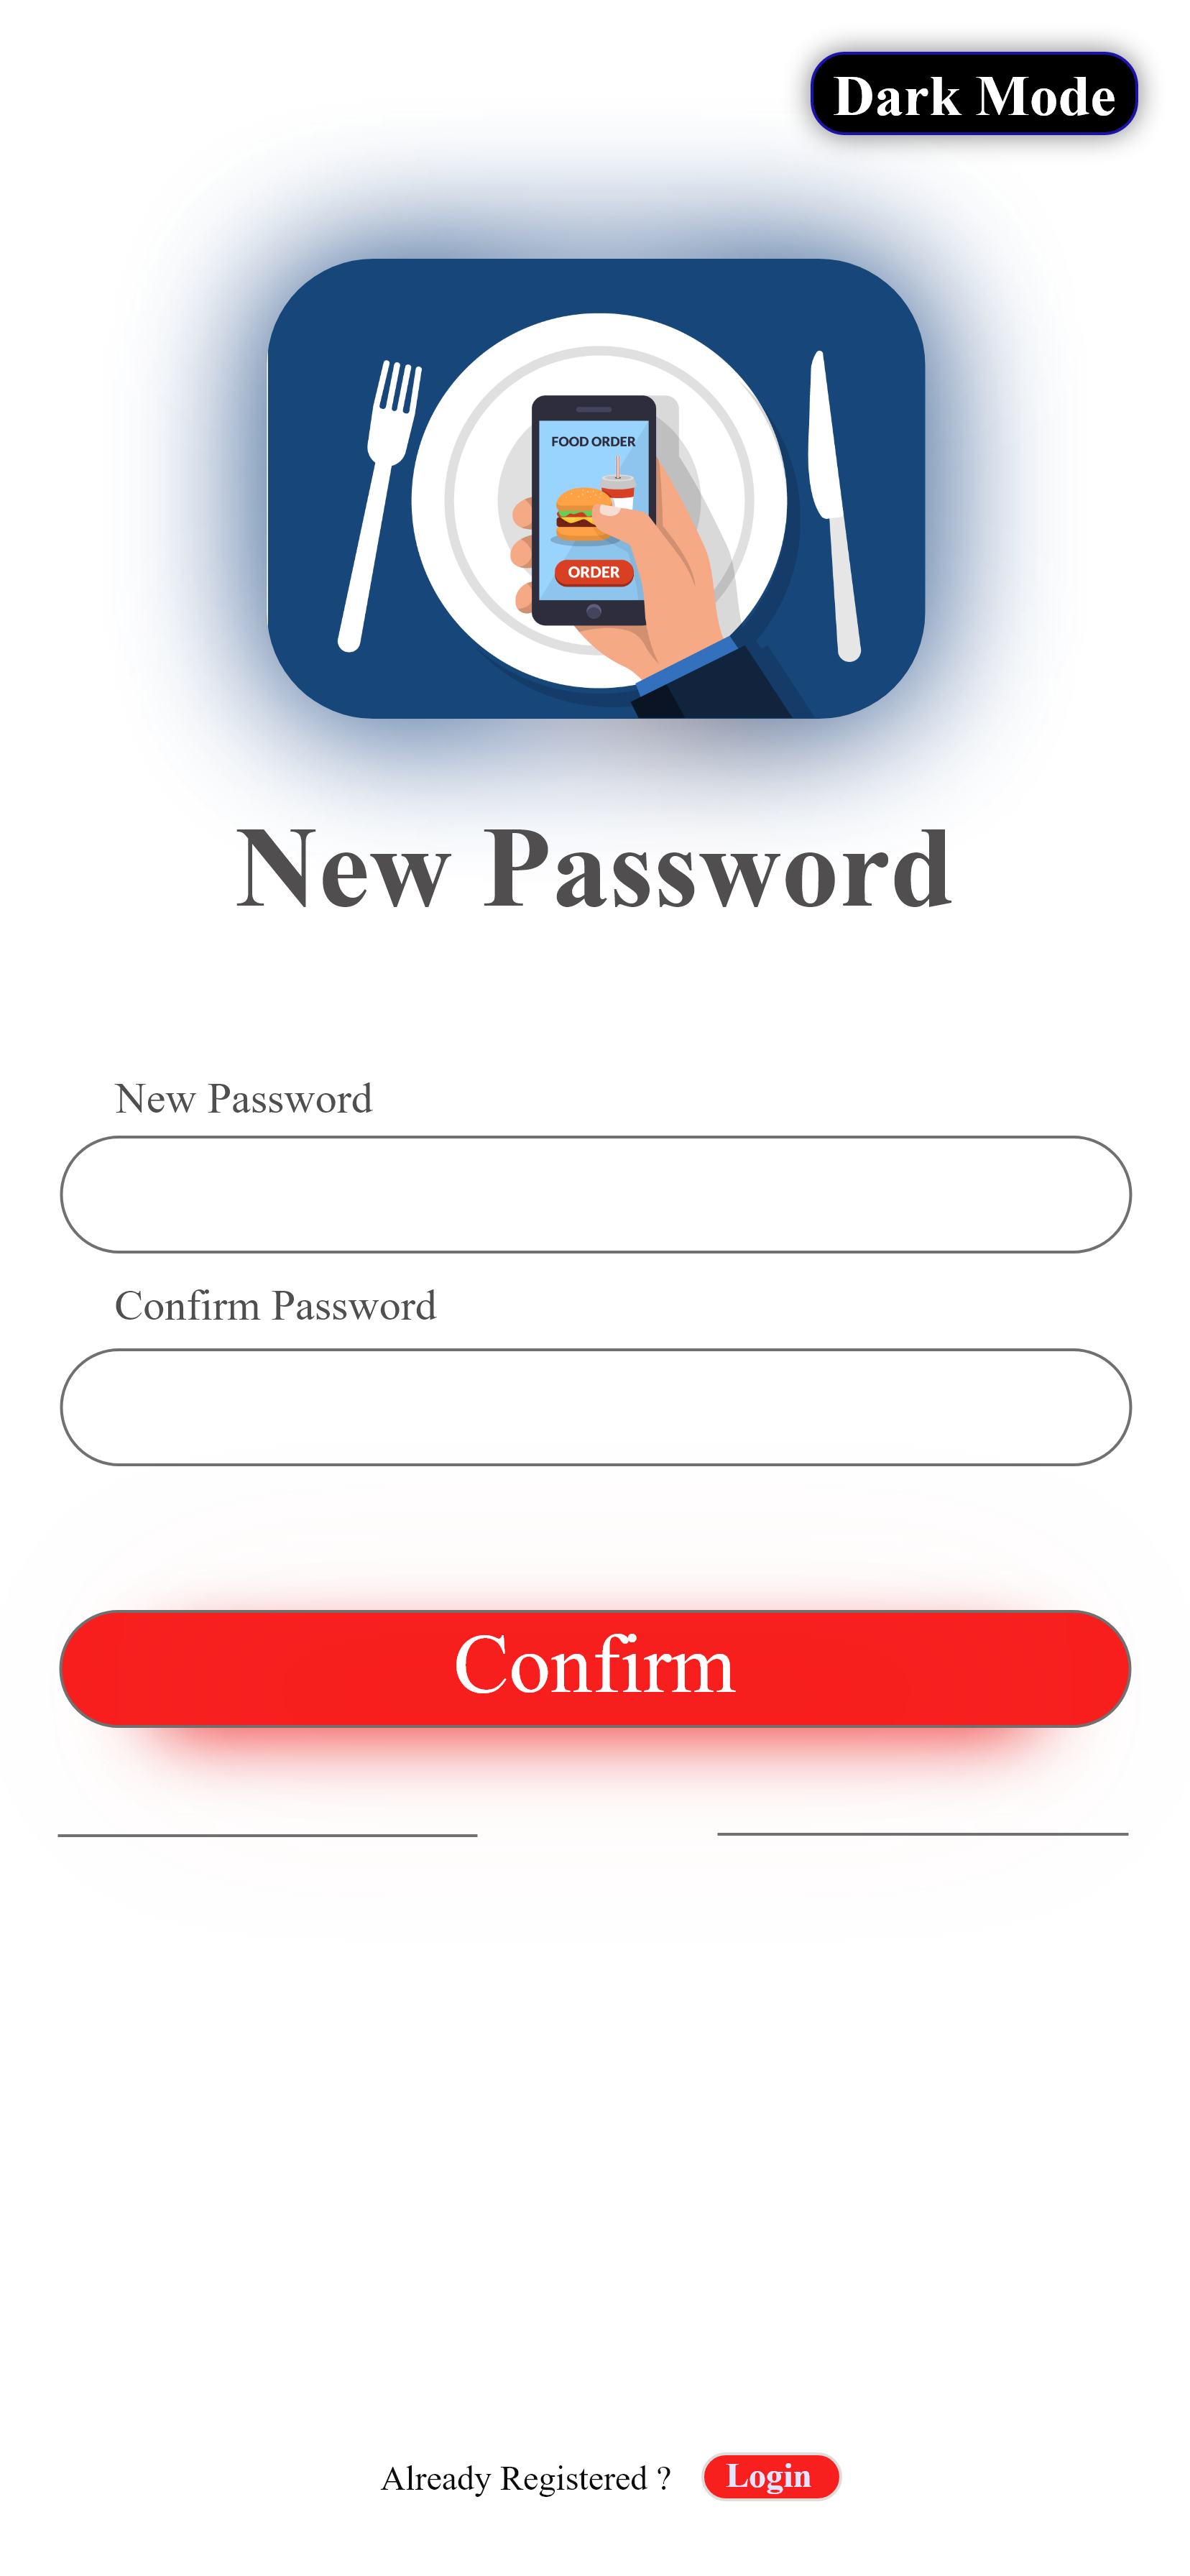 Dark Mode
FOOD ORDER
ORDER
New Password
New Password
Confirm Password
Confirm
Already Registered ? Login